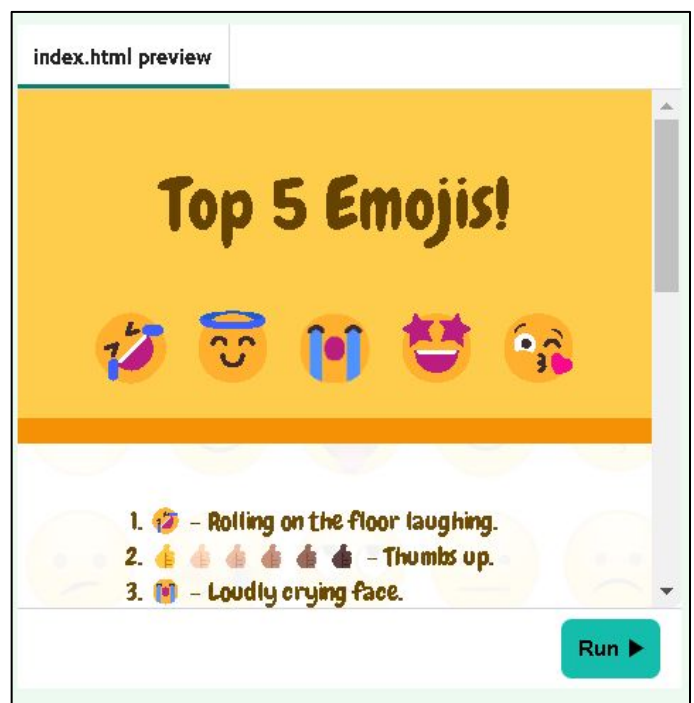 index.html preview
Top 5 Emojis!
🤣 😇 😭 🤩 😘
1. 🤣 – Rolling on the floor laughing.
2. 👍 👍🏻 👍🏼 👍🏽 👍🏾 👍🏿 – Thumbs up.
3. 😭 – Loudly crying face.
Run ▶